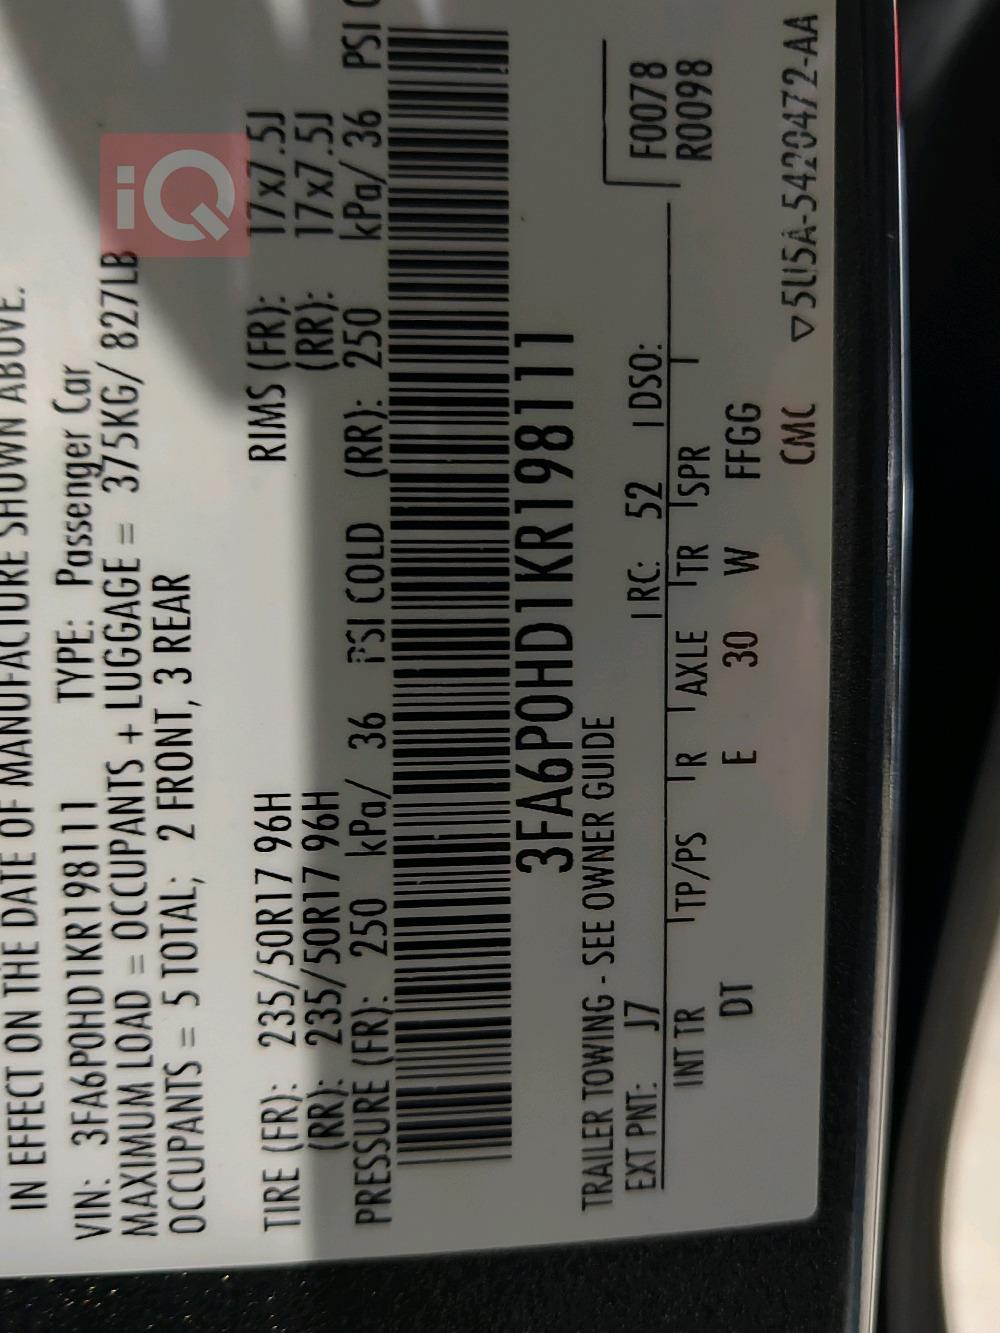 IN EFFECT ON THE DATE OF MANUFACTURE SHOWN ABOVE.
VIN: 3FA6P0HD1KR198111 TYPE: Passenger Car
MAXIMUM LOAD = OCCUPANTS + LUGGAGE = 375KG/ 827LB
OCCUPANTS = 5 TOTAL; 2 FRONT, 3 REAR
iQ
TIRE (FR): 235/50R17 96H RIMS (FR): 17x7.5J
(RR): 235/50R17 96H (RR): 17x7.5J
PRESSURE (FR): 250 kPa/ 36 PSI COLD (RR): 250 kPa/ 36 PSI
3FA6P0HD1KR198111
TRAILER TOWING - SEE OWNER GUIDE
F0078
EXT PNT: J7 RC: 52 DSO: R0098
INT TR TP/PS R AXLE TR SPR
DT E 30 W FFGG
CMC ▽5U5A-5420472-AA